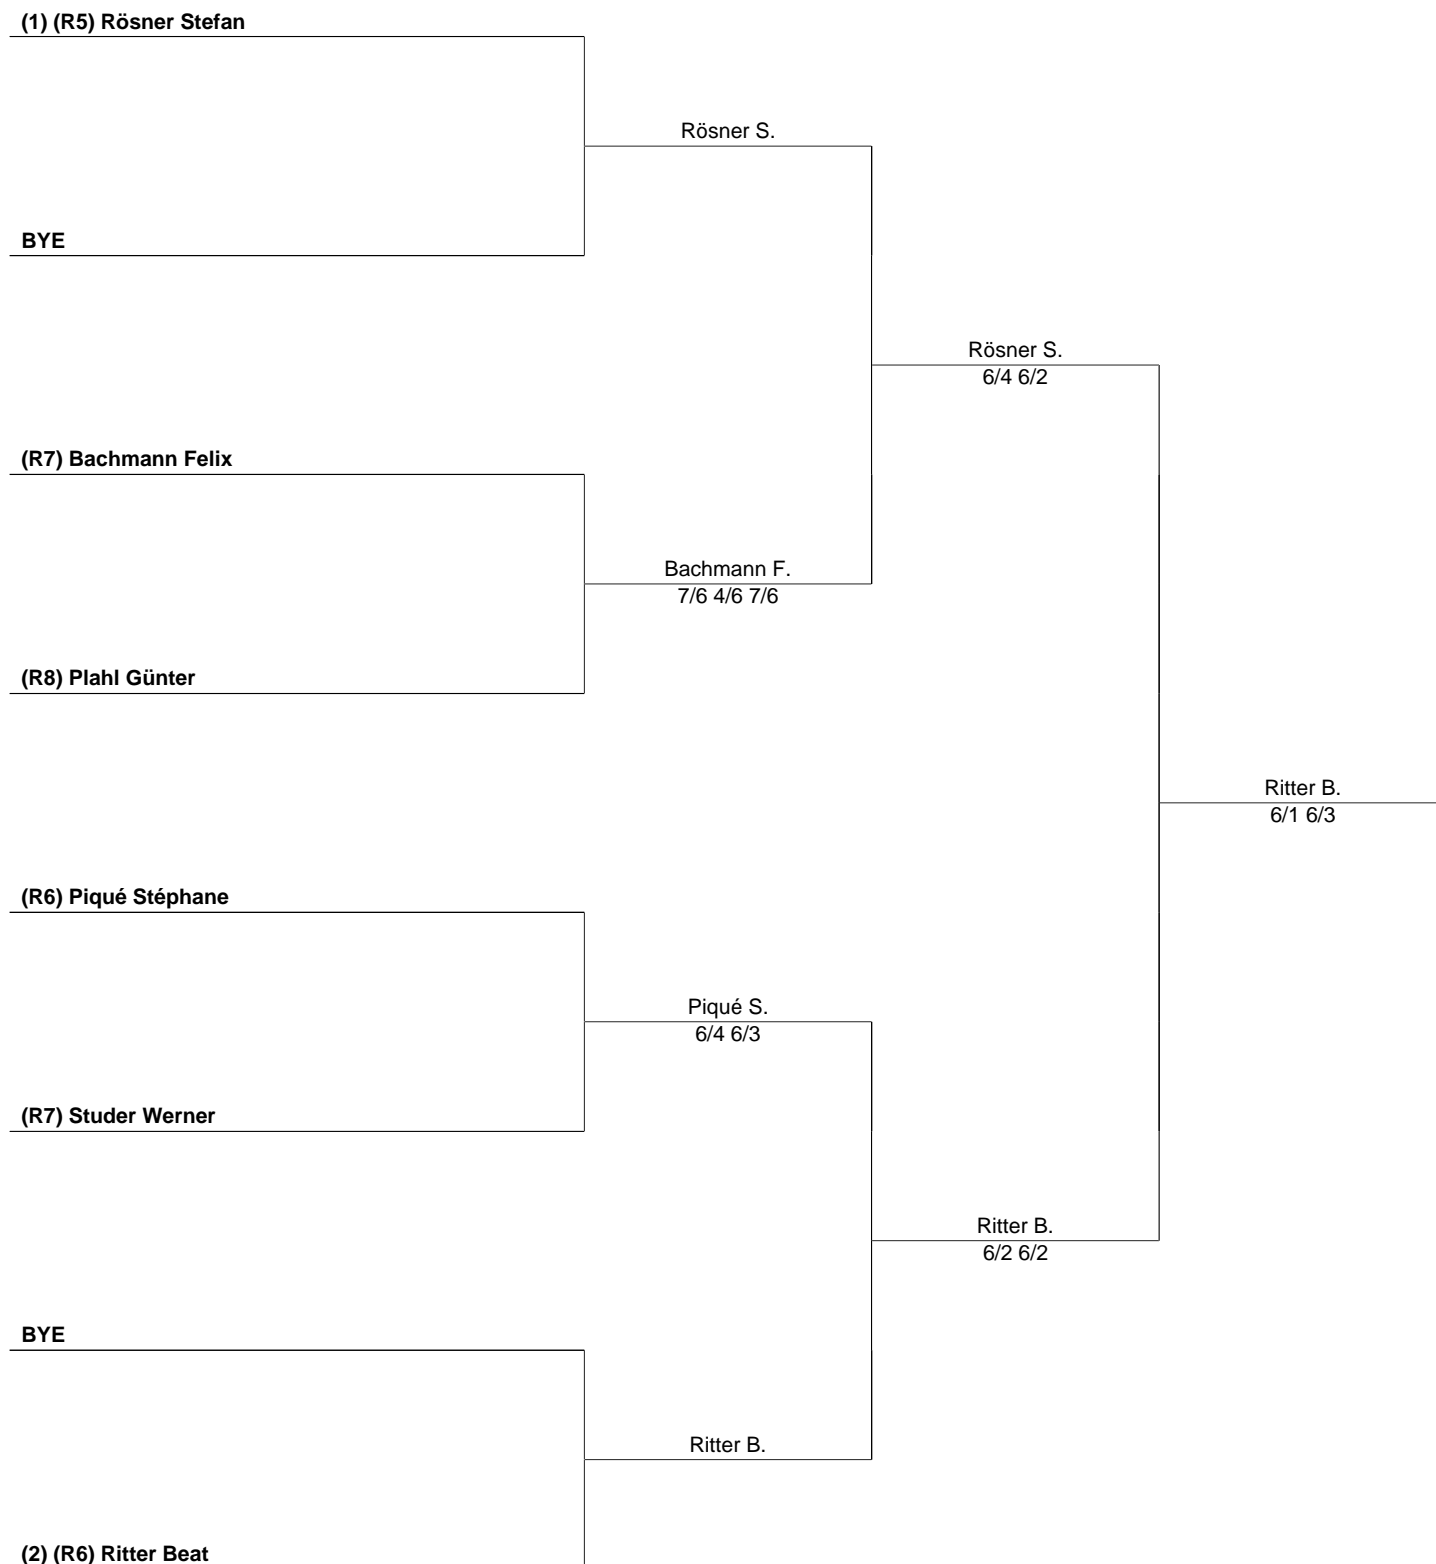 (1) (R5) Rösner Stefan
Rösner S.
BYE
Rösner S.
6/4 6/2
(R7) Bachmann Felix
Bachmann F.
7/6 4/6 7/6
(R8) Plahl Günter
Ritter B.
6/1 6/3
(R6) Piqué Stéphane
Piqué S.
6/4 6/3
(R7) Studer Werner
Ritter B.
6/2 6/2
BYE
Ritter B.
(2) (R6) Ritter Beat